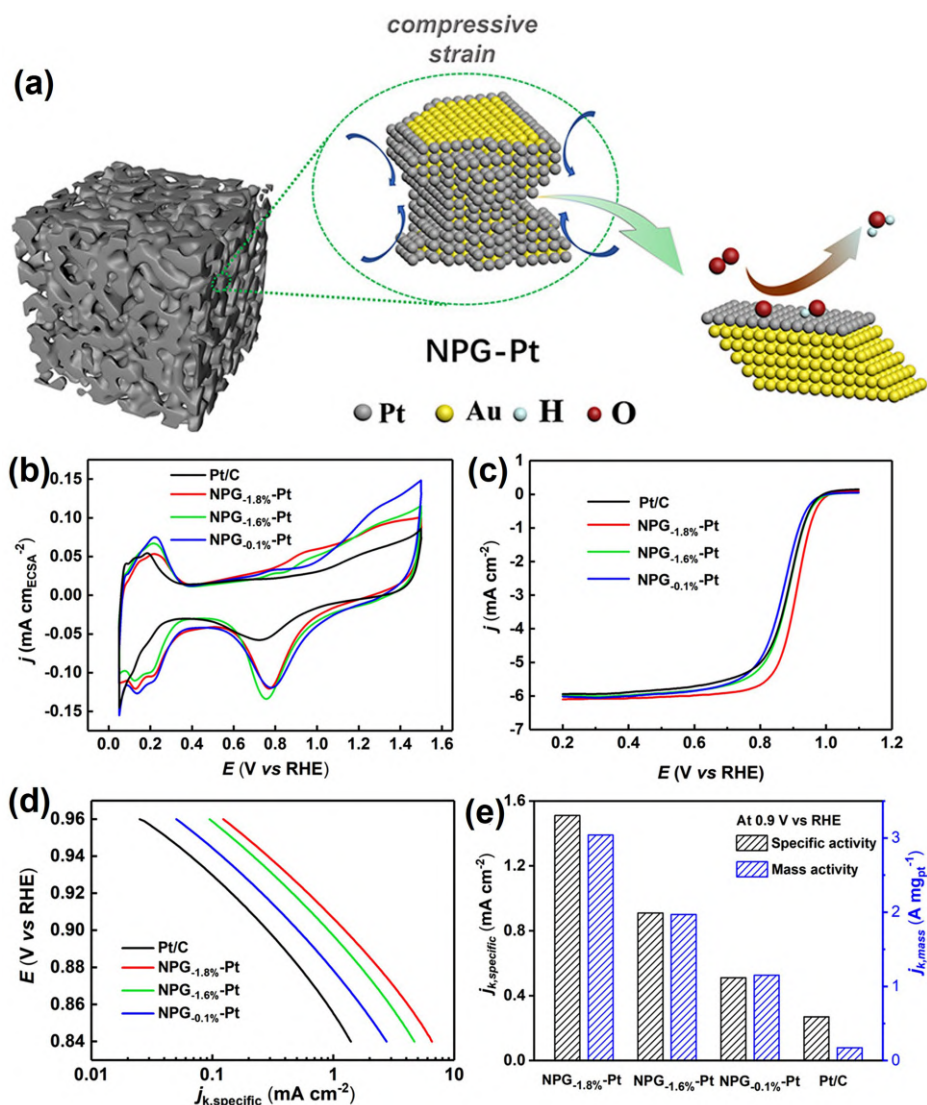 compressive
strain
(a)
NPG-Pt
Pt Au H O
(b)
Pt/C
NPG-1.8%-Pt
NPG-1.6%-Pt
NPG-0.1%-Pt
0.15
0.10
0.05
0.00
-0.05
-0.10
-0.15
j (mA cmECSA-2)
0.0 0.2 0.4 0.6 0.8 1.0 1.2 1.4 1.6
E (V vs RHE)
(c)
Pt/C
NPG-1.8%-Pt
NPG-1.6%-Pt
NPG-0.1%-Pt
1
0
-1
-2
-3
-4
-5
-6
-7
j (mA cm-2)
0.2 0.4 0.6 0.8 1.0 1.2
E (V vs RHE)
(d)
0.96
0.94
0.92
0.90
0.88
0.86
0.84
E (V vs RHE)
Pt/C
NPG-1.8%-Pt
NPG-1.6%-Pt
NPG-0.1%-Pt
0.01 0.1 1 10
jk,specific (mA cm-2)
(e)
At 0.9 V vs RHE
Specific activity
Mass activity
1.6
1.2
0.8
0.4
0.0
jk,specific (mA cm-2)
3
2
1
0
jk,mass (A mgpt-1)
NPG-1.8%-Pt NPG-1.6%-Pt NPG-0.1%-Pt Pt/C